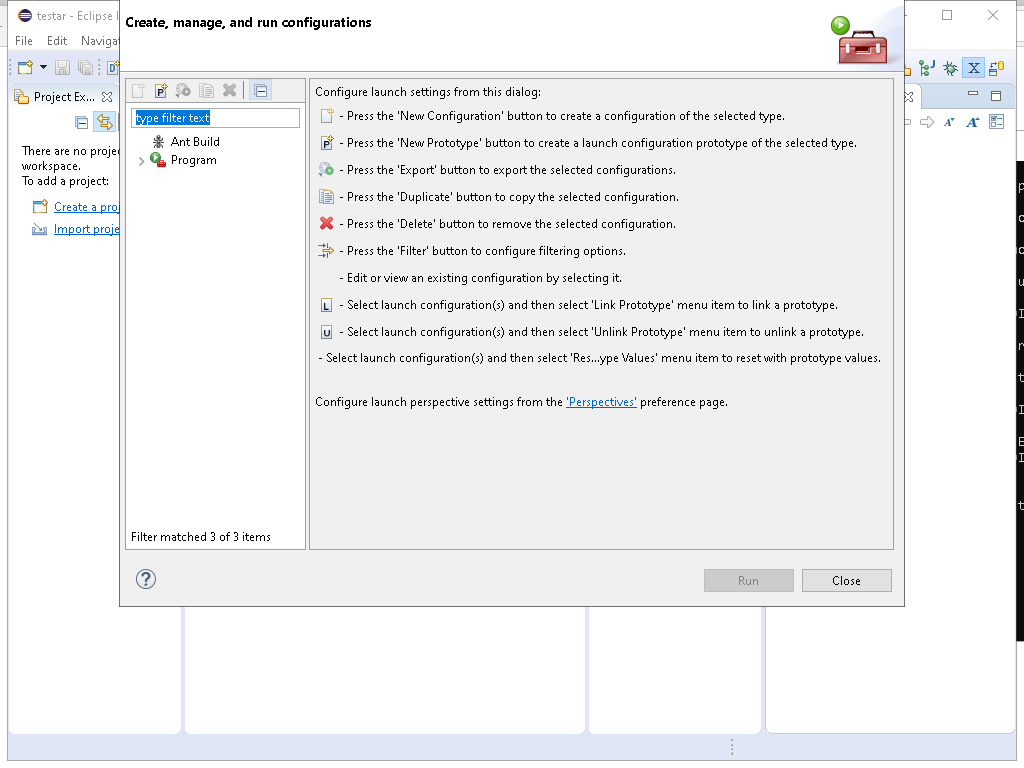 testar - Eclipse I
Create, manage, and run configurations
File Edit Navigat
Project Ex...
type filter text
Ant Build
Program
Filter matched 3 of 3 items
There are no proje
workspace.
To add a project:
Create a proj
Import proje
Configure launch settings from this dialog:
- Press the 'New Configuration' button to create a configuration of the selected type.
- Press the 'New Prototype' button to create a launch configuration prototype of the selected type.
- Press the 'Export' button to export the selected configurations.
- Press the 'Duplicate' button to copy the selected configuration.
- Press the 'Delete' button to remove the selected configuration.
- Press the 'Filter' button to configure filtering options.
- Edit or view an existing configuration by selecting it.
L - Select launch configuration(s) and then select 'Link Prototype' menu item to link a prototype.
U - Select launch configuration(s) and then select 'Unlink Prototype' menu item to unlink a prototype.
- Select launch configuration(s) and then select 'Res...ype Values' menu item to reset with prototype values.
Configure launch perspective settings from the 'Perspectives' preference page.
Run
Close